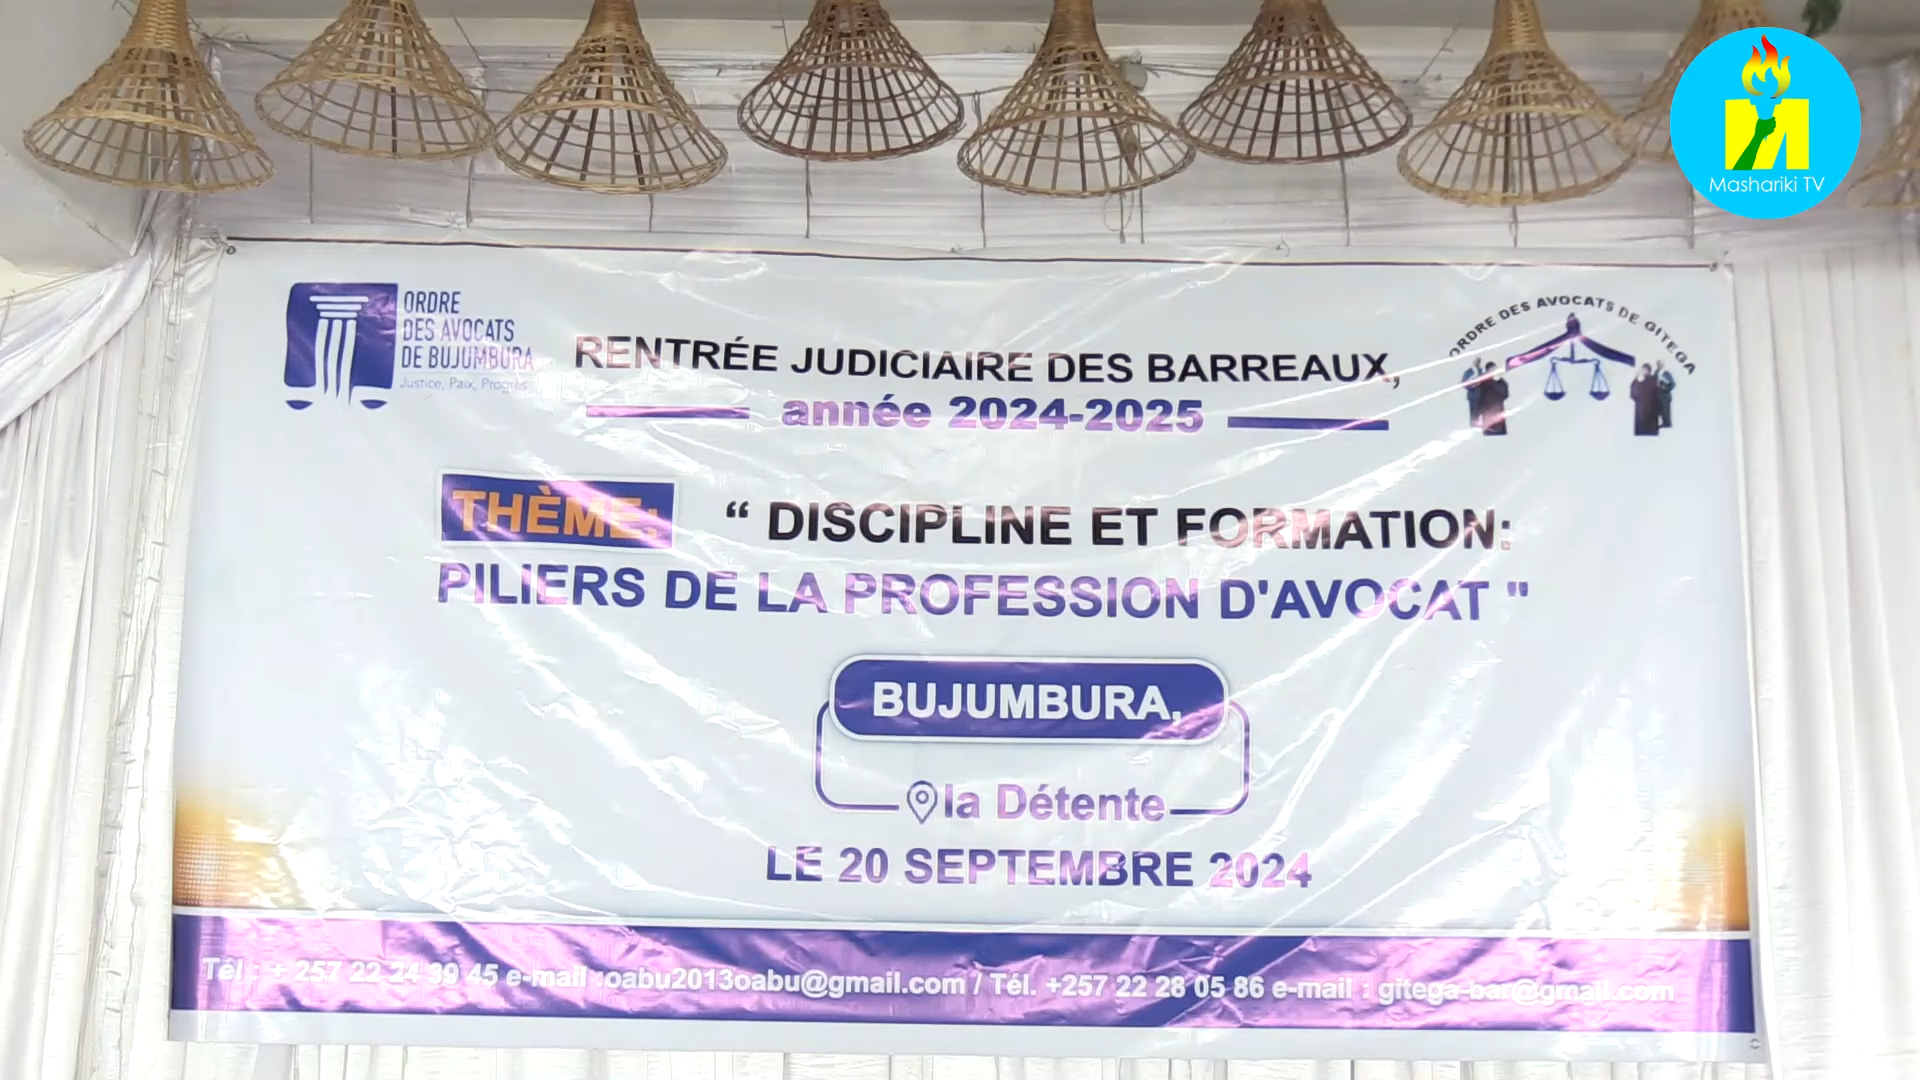 Mashariki TV
ORDRE
DES AVOCATS
DE BUJUMBURA
Justice, Paix, Progrès
RENTRÉE JUDICIAIRE DES BARREAUX,
année 2024-2025
ORDRE DES AVOCATS DE GITEGA
THÈME:
“ DISCIPLINE ET FORMATION:
PILIERS DE LA PROFESSION D'AVOCAT "
BUJUMBURA,
la Détente
LE 20 SEPTEMBRE 2024
Tél : + 257 22 24 39 45 e-mail :oabu2013oabu@gmail.com / Tél. +257 22 28 05 86 e-mail : gitega-bar@gmail.com